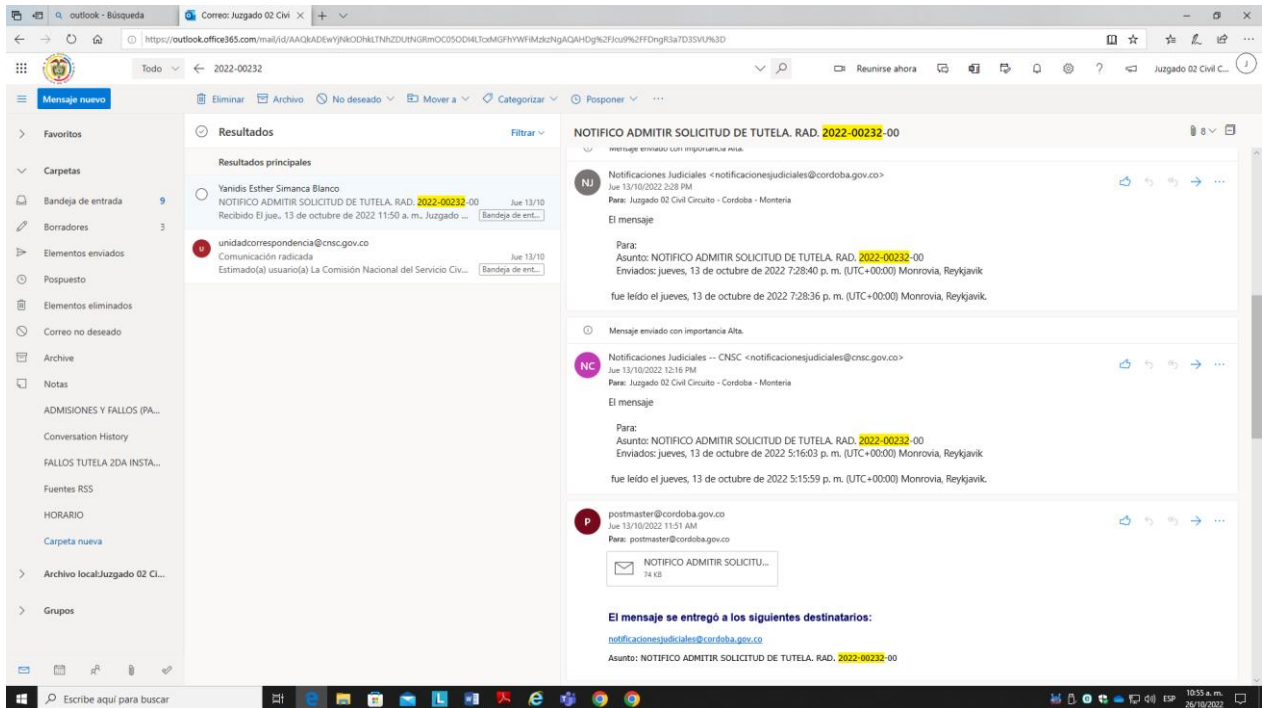 outlook - Búsqueda
Correo: Juzgado 02 Civi
Todo
2022-00232
Reunirse ahora
Juzgado 02 Civil C...
J
Mensaje nuevo
Eliminar Archivo No deseado Mover a Categorizar Posponer
Favoritos
Carpetas
Bandeja de entrada 9
Borradores 3
Elementos enviados
Pospuesto
Elementos eliminados
Correo no deseado
Archive
Notas
ADMISIONES Y FALLOS (PA...
Conversation History
FALLOS TUTELA 2DA INSTA...
Fuentes RSS
HORARIO
Carpeta nueva
Archivo local:Juzgado 02 Ci...
Grupos
Resultados Filtrar
Resultados principales
Yanidis Esther Simanca Blanco
NOTIFICO ADMITIR SOLICITUD DE TUTELA. RAD. 2022-00232-00 Jue 13/10
Recibido El jue., 13 de octubre de 2022 11:50 a. m., Juzgado ... Bandeja de ent...
u
unidadcorrespondencia@cnsc.gov.co
Comunicación radicada Jue 13/10
Estimado(a) usuario(a) La Comisión Nacional del Servicio Civ... Bandeja de ent...
NOTIFICO ADMITIR SOLICITUD DE TUTELA. RAD. 2022-00232-00 8
Mensaje enviado con importancia Alta.
NJ
Notificaciones Judiciales <notificacionesjudiciales@cordoba.gov.co>
Jue 13/10/2022 2:28 PM
Para: Juzgado 02 Civil Circuito - Cordoba - Monteria
El mensaje
Para:
Asunto: NOTIFICO ADMITIR SOLICITUD DE TUTELA. RAD. 2022-00232-00
Enviados: jueves, 13 de octubre de 2022 7:28:40 p. m. (UTC+00:00) Monrovia, Reykjavik
fue leído el jueves, 13 de octubre de 2022 7:28:36 p. m. (UTC+00:00) Monrovia, Reykjavik.
Mensaje enviado con importancia Alta.
NC
Notificaciones Judiciales -- CNSC <notificacionesjudiciales@cnsc.gov.co>
Jue 13/10/2022 12:16 PM
Para: Juzgado 02 Civil Circuito - Cordoba - Monteria
El mensaje
Para:
Asunto: NOTIFICO ADMITIR SOLICITUD DE TUTELA. RAD. 2022-00232-00
Enviados: jueves, 13 de octubre de 2022 5:16:03 p. m. (UTC+00:00) Monrovia, Reykjavik
fue leído el jueves, 13 de octubre de 2022 5:15:59 p. m. (UTC+00:00) Monrovia, Reykjavik.
P
postmaster@cordoba.gov.co
Jue 13/10/2022 11:51 AM
Para: postmaster@cordoba.gov.co
NOTIFICO ADMITIR SOLICITU...
74 KB
El mensaje se entregó a los siguientes destinatarios:
notificacionesjudiciales@cordoba.gov.co
Asunto: NOTIFICO ADMITIR SOLICITUD DE TUTELA. RAD. 2022-00232-00
Escribe aquí para buscar
ESP
10:55 a. m.
26/10/2022